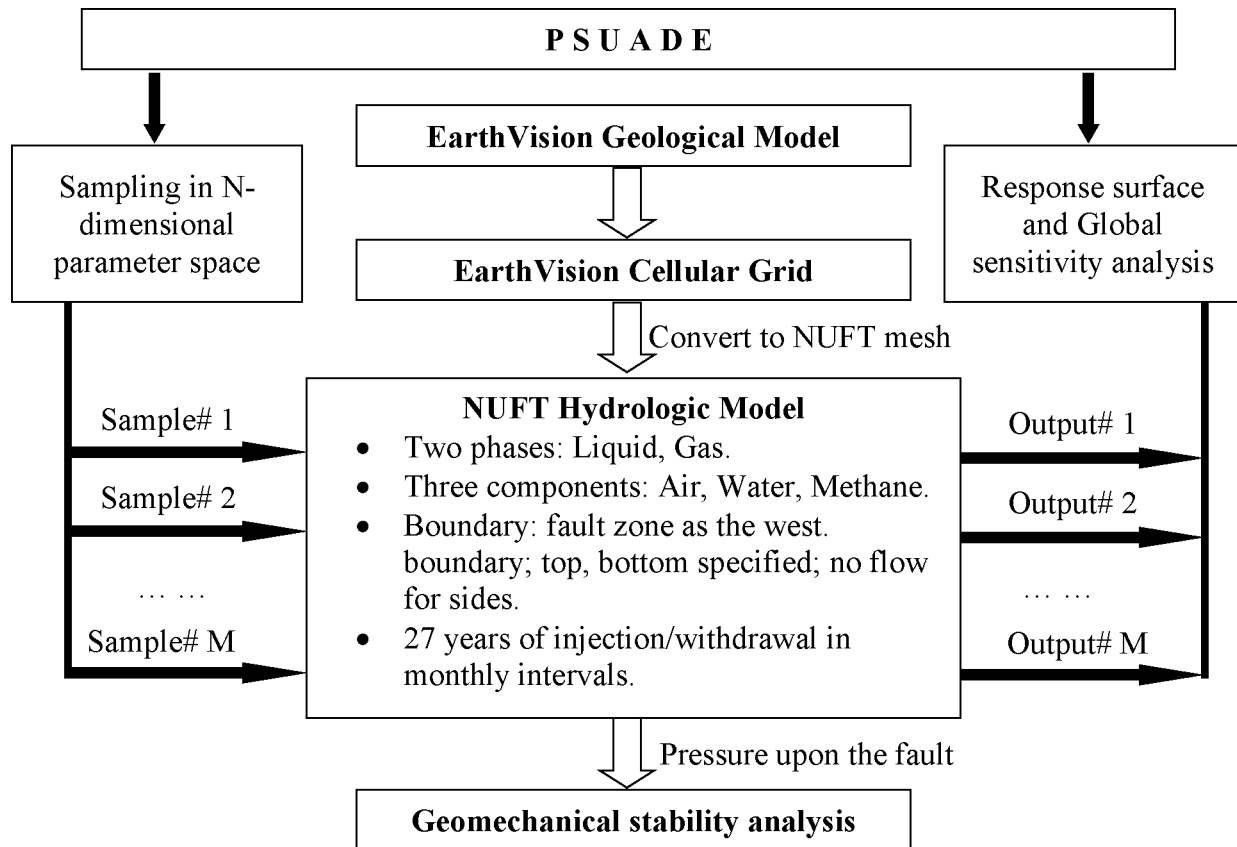 P S U A D E
EarthVision Geological Model
Sampling in N-
dimensional
parameter space
Response surface
and Global
sensitivity analysis
EarthVision Cellular Grid
Convert to NUFT mesh
NUFT Hydrologic Model
• Two phases: Liquid, Gas.
• Three components: Air, Water, Methane.
• Boundary: fault zone as the west.
boundary; top, bottom specified; no flow
for sides.
• 27 years of injection/withdrawal in
monthly intervals.
Sample# 1
Sample# 2
... ...
Sample# M
Output# 1
Output# 2
... ...
Output# M
Pressure upon the fault
Geomechanical stability analysis